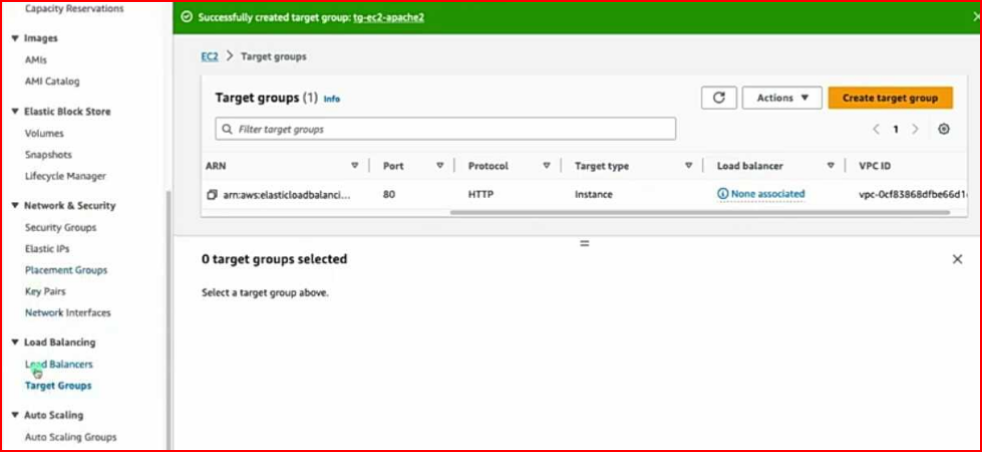 Capacity Reservations
Images
AMIs
AMI Catalog
Elastic Block Store
Volumes
Snapshots
Lifecycle Manager
Network & Security
Security Groups
Elastic IPs
Placement Groups
Key Pairs
Network Interfaces
Load Balancing
Load Balancers
Target Groups
Auto Scaling
Auto Scaling Groups
Successfully created target group: tg-ec2-apache2
EC2 > Target groups
Target groups (1) Info
Actions
Create target group
Filter target groups
1
ARN Port Protocol Target type Load balancer VPC ID
arn:aws:elasticloadbalanci... 80 HTTP Instance None associated vpc-0cf83868dfbe66d1
0 target groups selected
Select a target group above.